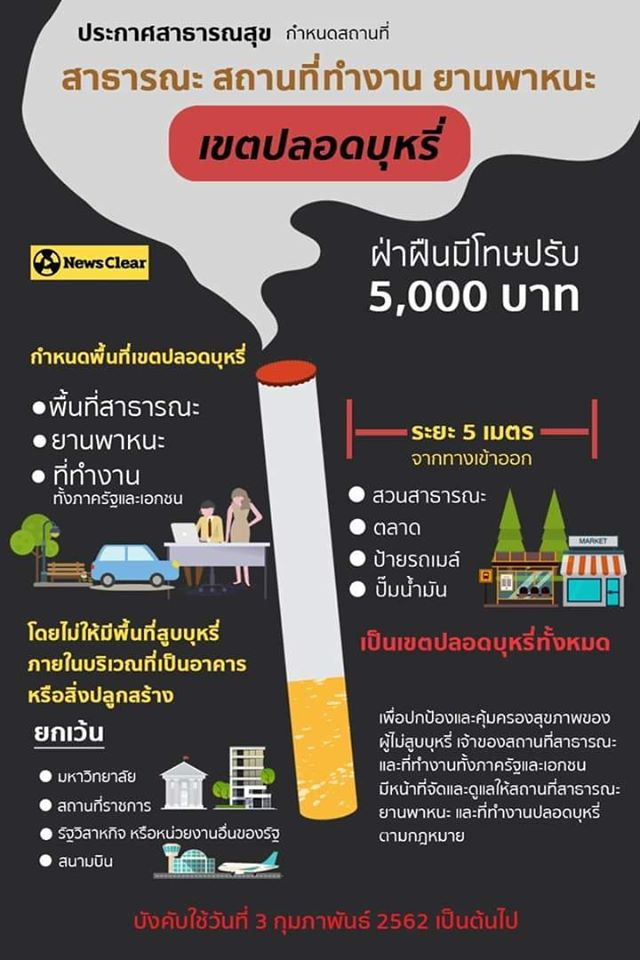 ประกาศสาธารณสุข กำหนดสถานที่
สาธารณะ สถานที่ทำงาน ยานพาหนะ
เขตปลอดบุหรี่
News Clear
ฝ่าฝืนมีโทษปรับ
5,000 บาท
กำหนดพื้นที่เขตปลอดบุหรี่
●พื้นที่สาธารณะ
●ยานพาหนะ
● ที่ทำงาน
ทั้งภาครัฐและเอกชน
ระยะ 5 เมตร
จากทางเข้าออก
● สวนสาธารณะ
● ตลาด
● ป้ายรถเมล์
● ปั๊มน้ำมัน
MARKET
เป็นเขตปลอดบุหรี่ทั้งหมด
โดยไม่ให้มีพื้นที่สูบบุหรี่
ภายในบริเวณที่เป็นอาคาร
หรือสิ่งปลูกสร้าง
ยกเว้น
● มหาวิทยาลัย
● สถานที่ราชการ
● รัฐวิสาหกิจ หรือหน่วยงานอื่นของรัฐ
● สนามบิน
เพื่อปกป้องและคุ้มครองสุขภาพของ
ผู้ไม่สูบบุหรี่ เจ้าของสถานที่สาธารณะ
และที่ทำงานทั้งภาครัฐและเอกชน
มีหน้าที่จัดและดูแลให้สถานที่สาธารณะ
ยานพาหนะ และที่ทำงานปลอดบุหรี่
ตามกฎหมาย
บังคับใช้วันที่ 3 กุมภาพันธ์ 2562 เป็นต้นไป